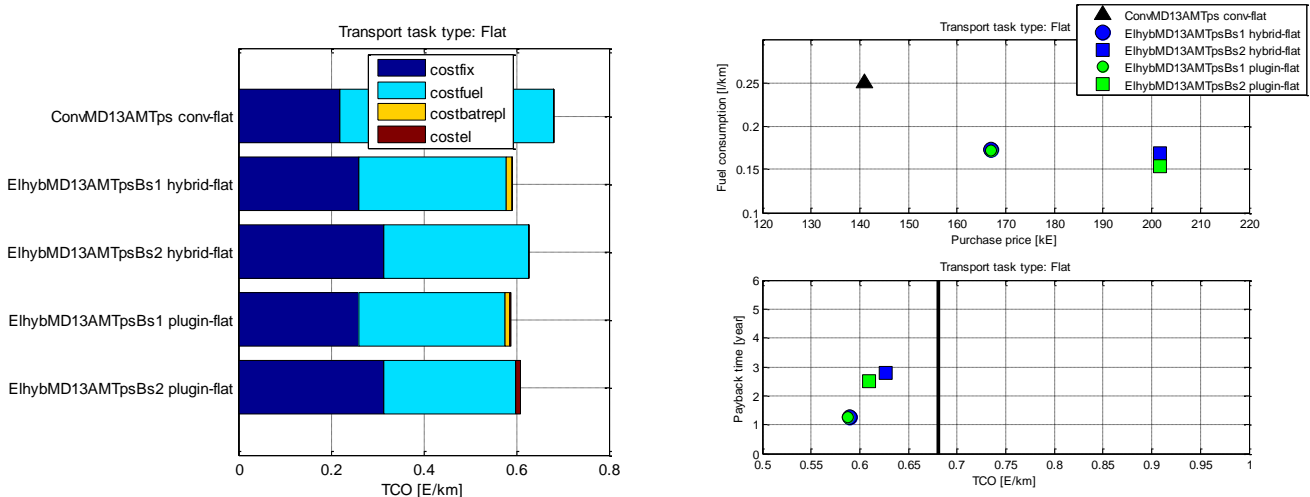 Transport task type: Flat
costfix
costfuel
costbatrepl
costel
ConvMD13AMTps conv-flat
ElhybMD13AMTpsBs1 hybrid-flat
ElhybMD13AMTpsBs2 hybrid-flat
ElhybMD13AMTpsBs1 plugin-flat
ElhybMD13AMTpsBs2 plugin-flat
0 0.2 0.4 0.6 0.8
TCO [E/km]
Transport task type: Flat
ConvMD13AMTps conv-flat
ElhybMD13AMTpsBs1 hybrid-flat
ElhybMD13AMTpsBs2 hybrid-flat
ElhybMD13AMTpsBs1 plugin-flat
ElhybMD13AMTpsBs2 plugin-flat
Fuel consumption [l/km]
0.25
0.2
0.15
0.1
120 130 140 150 160 170 180 190 200 210 220
Purchase price [kE]
Transport task type: Flat
Payback time [year]
6
5
4
3
2
1
0
0.5 0.55 0.6 0.65 0.7 0.75 0.8 0.85 0.9 0.95 1
TCO [E/km]